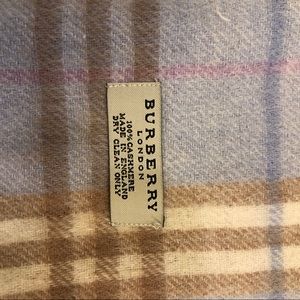 BURBERRY
LONDON
100% CASHMERE
MADE IN ENGLAND
DRY CLEAN ONLY